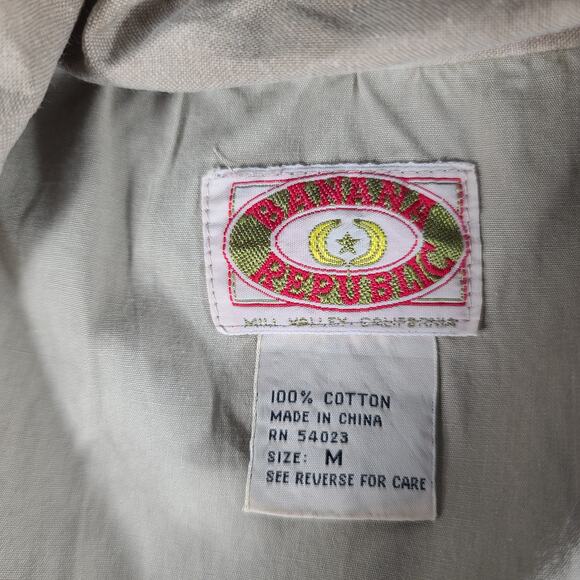 BANANA
REPUBLIC
MILL VALLEY, CALIFORNIA
100% COTTON
MADE IN CHINA
RN 54023
SIZE: M
SEE REVERSE FOR CARE